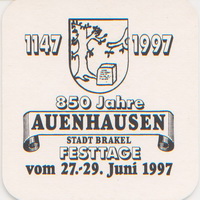 1147 1997
850 Jahre
AUENHAUSEN
STADT BRAKEL
FESTTAGE
vom 27.-29. Juni 1997